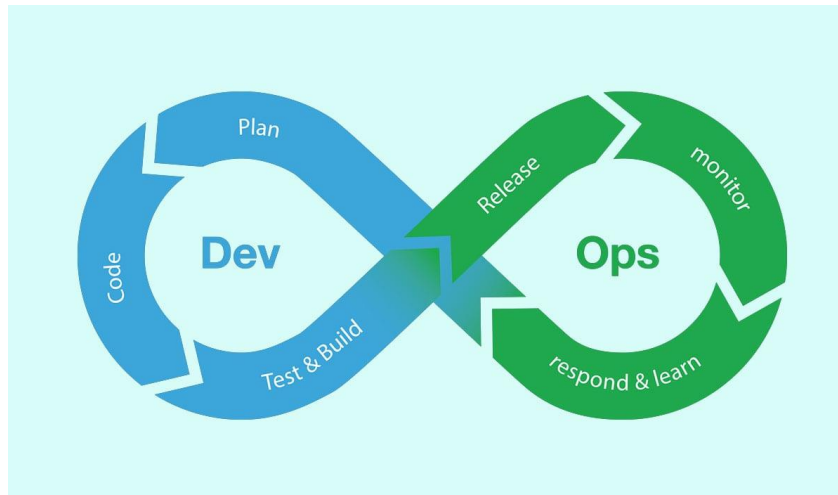 Plan
Code
Dev
Test & Build
Release
monitor
Ops
respond & learn